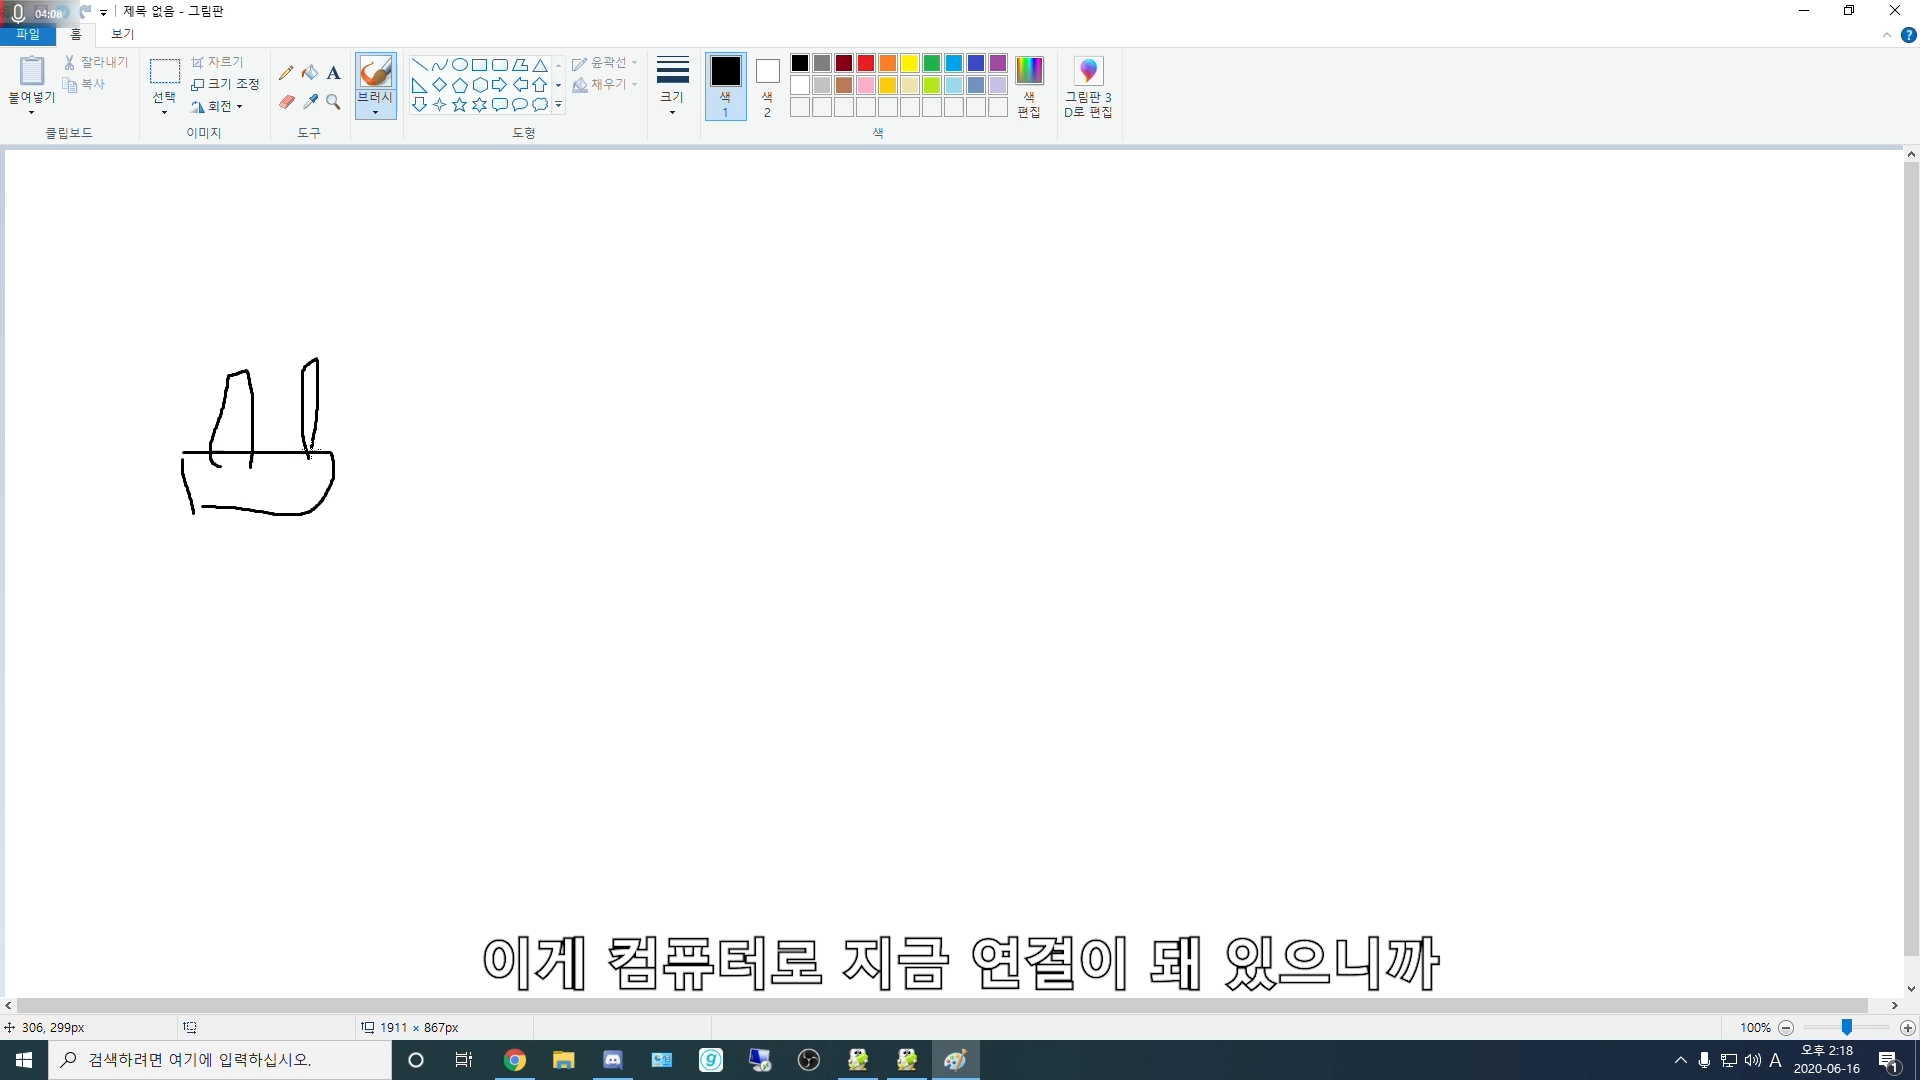 04:08
제목 없음 - 그림판
파일 홈 보기
붙여넣기
잘라내기
복사
클립보드
선택
자르기
크기 조정
회전
이미지
A
도구
브러시
윤곽선
채우기
도형
크기
색
1
색
2
색
편집
색
그림판 3
D로 편집
이게 컴퓨터로 지금 연결이 돼 있으니까
306, 299px
1911 × 867px
100%
검색하려면 여기에 입력하십시오.
A
오후 2:18
2020-06-16
1